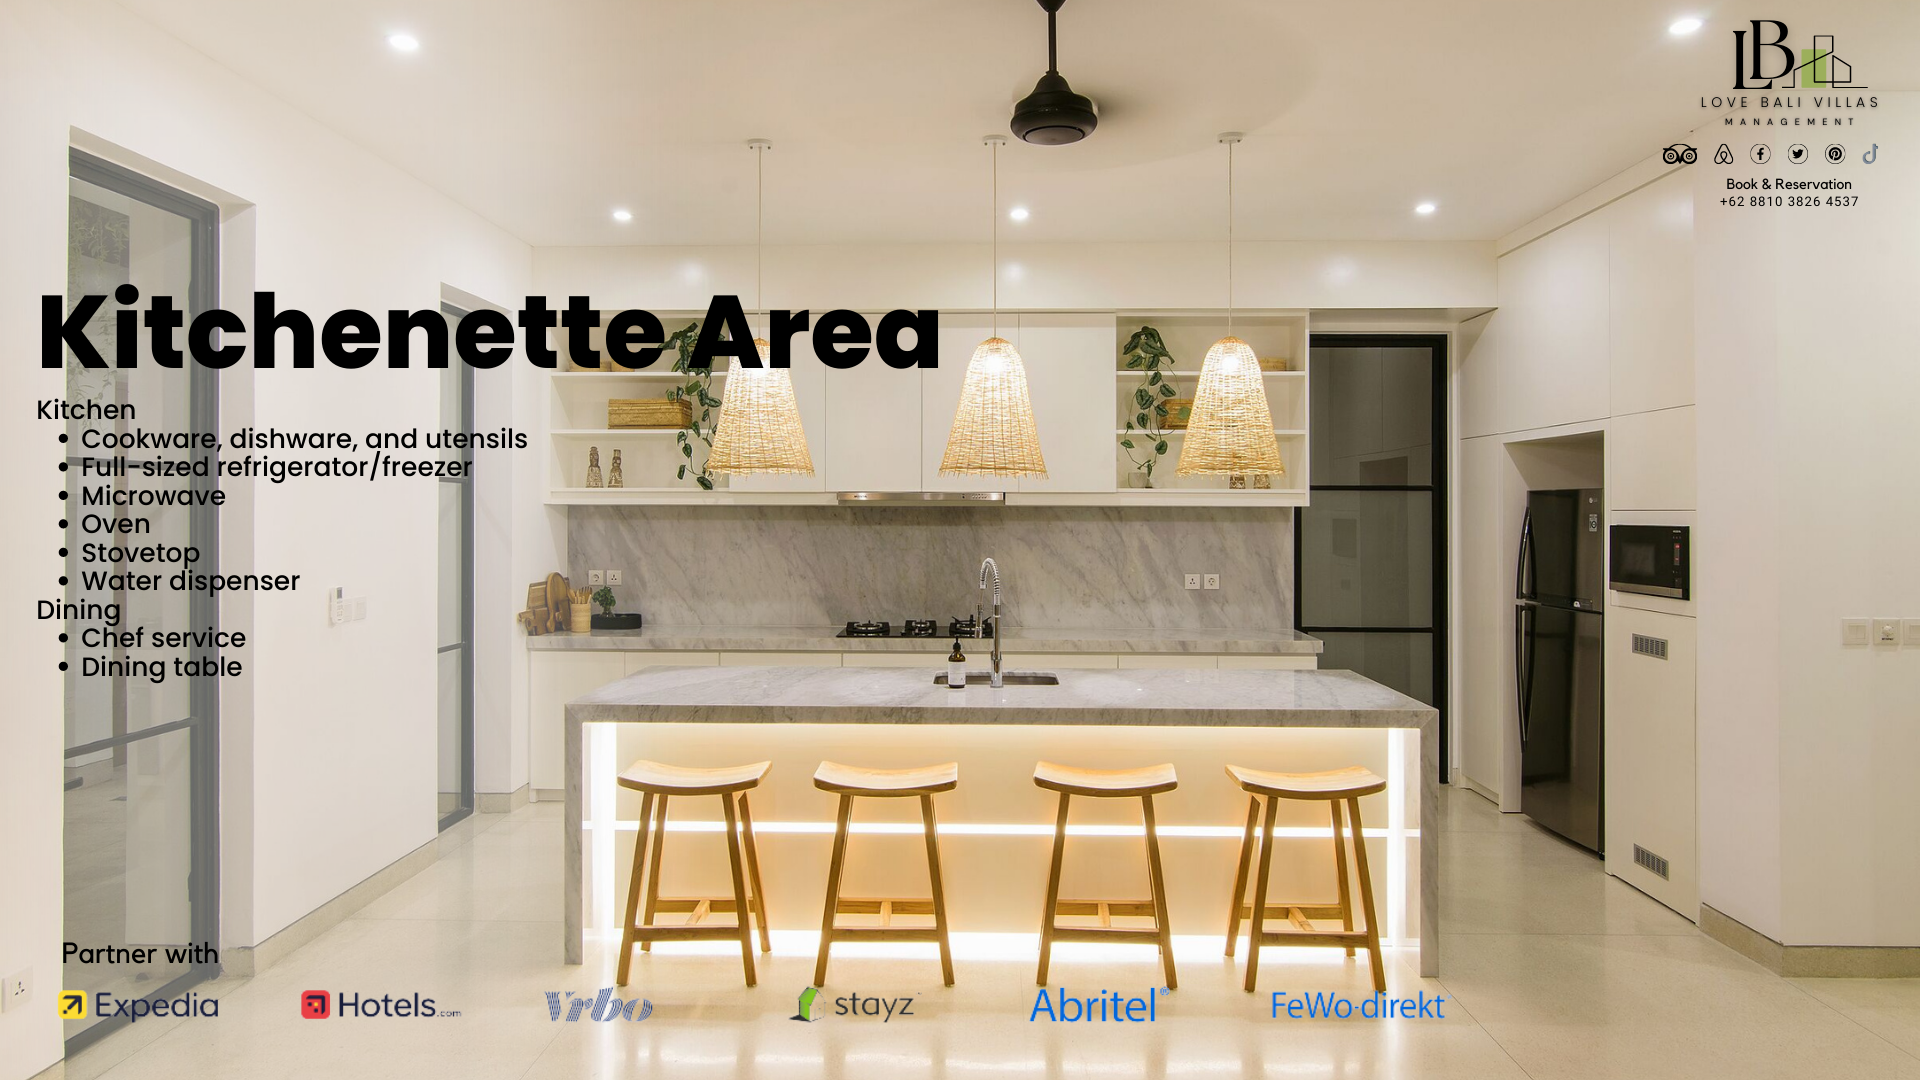 LB
LOVE BALI VILLAS
MANAGEMENT
Book & Reservation
+62 8810 3826 4537
Kitchenette Area
Kitchen
• Cookware, dishware, and utensils
• Full-sized refrigerator/freezer
• Microwave
• Oven
• Stovetop
• Water dispenser
Dining
• Chef service
• Dining table
Partner with
Expedia
Hotels.com
Vrbo
stayz
Abritel®
FeWo-direkt